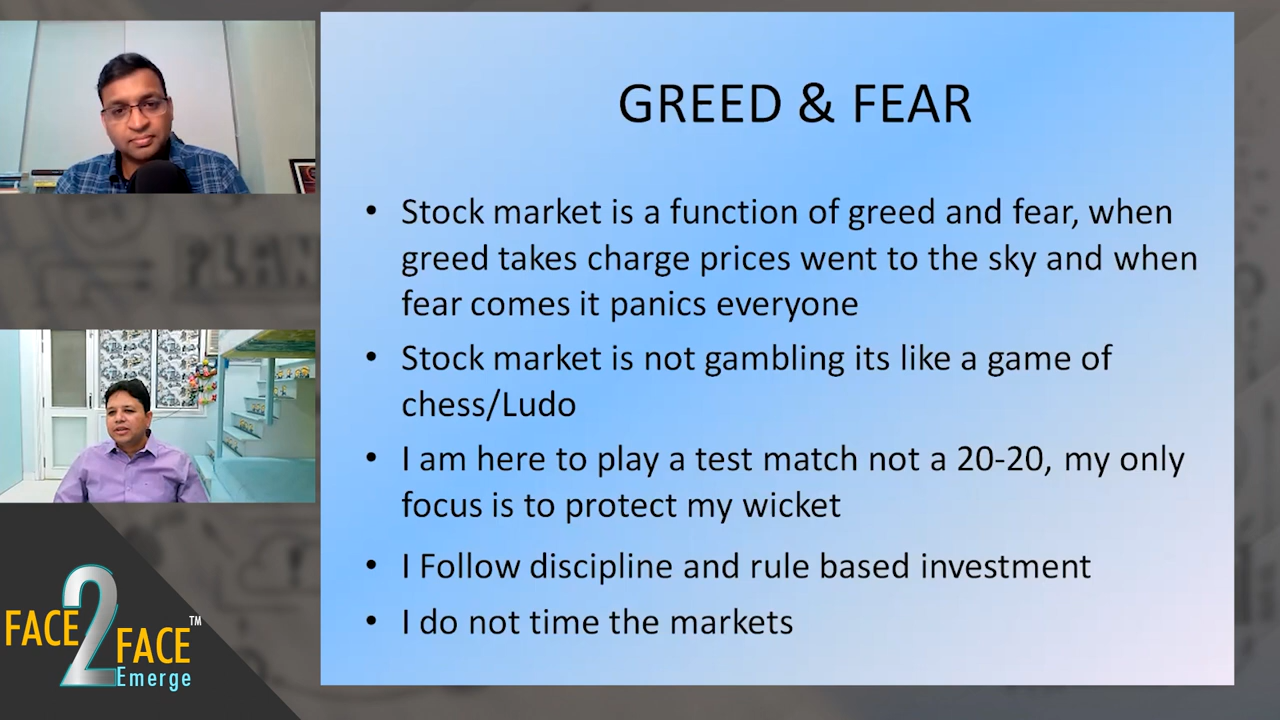 GREED & FEAR
• Stock market is a function of greed and fear, when
greed takes charge prices went to the sky and when
fear comes it panics everyone
• Stock market is not gambling its like a game of
chess/Ludo
• I am here to play a test match not a 20-20, my only
focus is to protect my wicket
• I Follow discipline and rule based investment
• I do not time the markets
PLAN
FACE 2 FACE™
Emerge